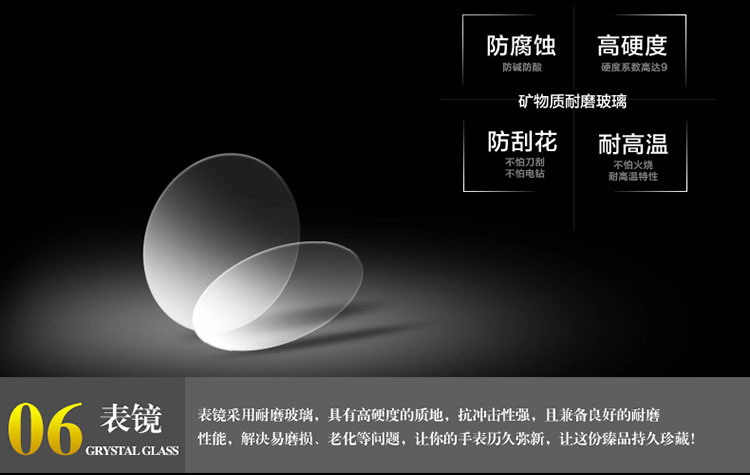 防腐蚀
防碱防酸
高硬度
硬度系数高达9
矿物质耐磨玻璃
防刮花
不怕刀刮
不怕电钻
耐高温
不怕火烧
耐高温特性
06
表镜
GRYSTAL GLASS
表镜采用耐磨玻璃，具有高硬度的质地，抗冲击性强，且兼备良好的耐磨
性能，解决易磨损、老化等问题，让你的手表历久弥新，让这份臻品持久珍藏！